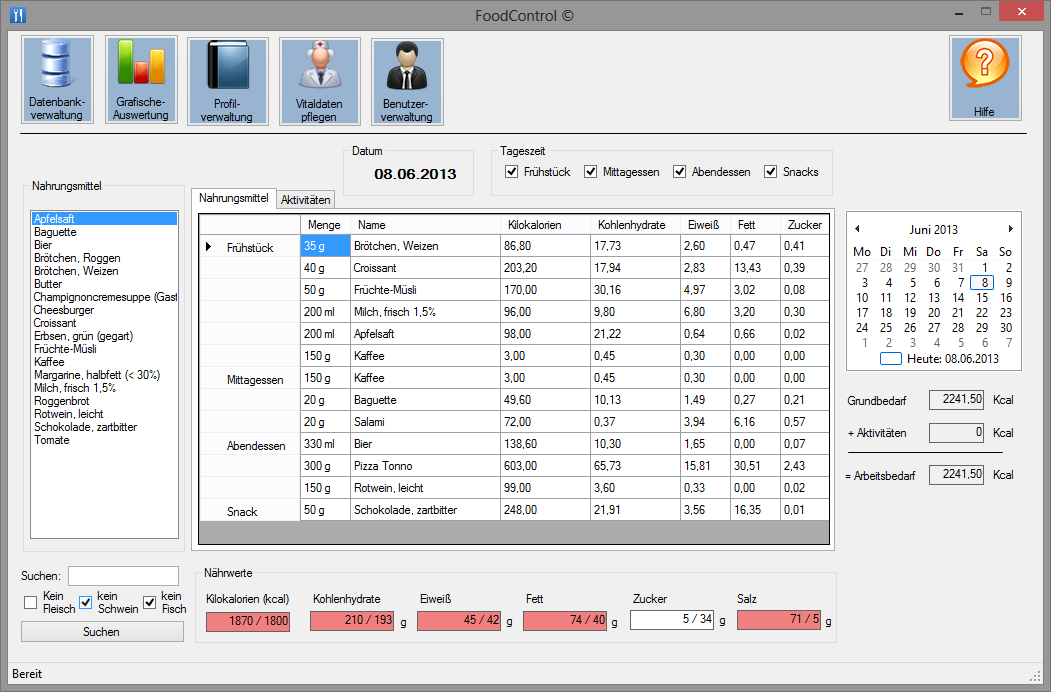 FoodControl ©
Datenbank-
verwaltung
Grafische-
Auswertung
Profil-
verwaltung
Vitaldaten
pflegen
Benutzer-
verwaltung
Hilfe
Datum
08.06.2013
Tageszeit
Frühstück Mittagessen Abendessen Snacks
Nahrungsmittel
Apfelsaft
Baguette
Bier
Brötchen, Roggen
Brötchen, Weizen
Butter
Champignoncremesuppe (Gast
Cheesburger
Croissant
Erbsen, grün (gegart)
Früchte-Müsli
Kaffee
Margarine, halbfett (< 30%)
Milch, frisch 1,5%
Roggenbrot
Rotwein, leicht
Schokolade, zartbitter
Tomate
Nahrungsmittel Aktivitäten
Menge Name Kilokalorien Kohlenhydrate Eiweiß Fett Zucker
Frühstück 35 g Brötchen, Weizen 86,80 17,73 2,60 0,47 0,41
40 g Croissant 203,20 17,94 2,83 13,43 0,39
50 g Früchte-Müsli 170,00 30,16 4,97 3,02 0,08
200 ml Milch, frisch 1,5% 96,00 9,80 6,80 3,20 0,30
200 ml Apfelsaft 98,00 21,22 0,64 0,66 0,02
150 g Kaffee 3,00 0,45 0,30 0,00 0,00
Mittagessen 150 g Kaffee 3,00 0,45 0,30 0,00 0,00
20 g Baguette 49,60 10,13 1,49 0,27 0,21
20 g Salami 72,00 0,37 3,94 6,16 0,57
Abendessen 330 ml Bier 138,60 10,30 1,65 0,00 0,07
300 g Pizza Tonno 603,00 65,73 15,81 30,51 2,43
150 g Rotwein, leicht 99,00 3,60 0,33 0,00 0,02
Snack 50 g Schokolade, zartbitter 248,00 21,91 3,56 16,35 0,01
Juni 2013
Mo Di Mi Do Fr Sa So
27 28 29 30 31 1 2
3 4 5 6 7 8 9
10 11 12 13 14 15 16
17 18 19 20 21 22 23
24 25 26 27 28 29 30
1 2 3 4 5 6 7
Heute: 08.06.2013
Grundbedarf 2241,50 Kcal
+ Aktivitäten 0 Kcal
= Arbeitsbedarf 2241,50 Kcal
Suchen:
Kein
Fleisch
kein
Schwein
kein
Fisch
Suchen
Nährwerte
Kilokalorien (kcal) Kohlenhydrate Eiweiß Fett Zucker Salz
1870 / 1800 210 / 193 g 45 / 42 g 74 / 40 g 5 / 34 g 71 / 5 g
Bereit